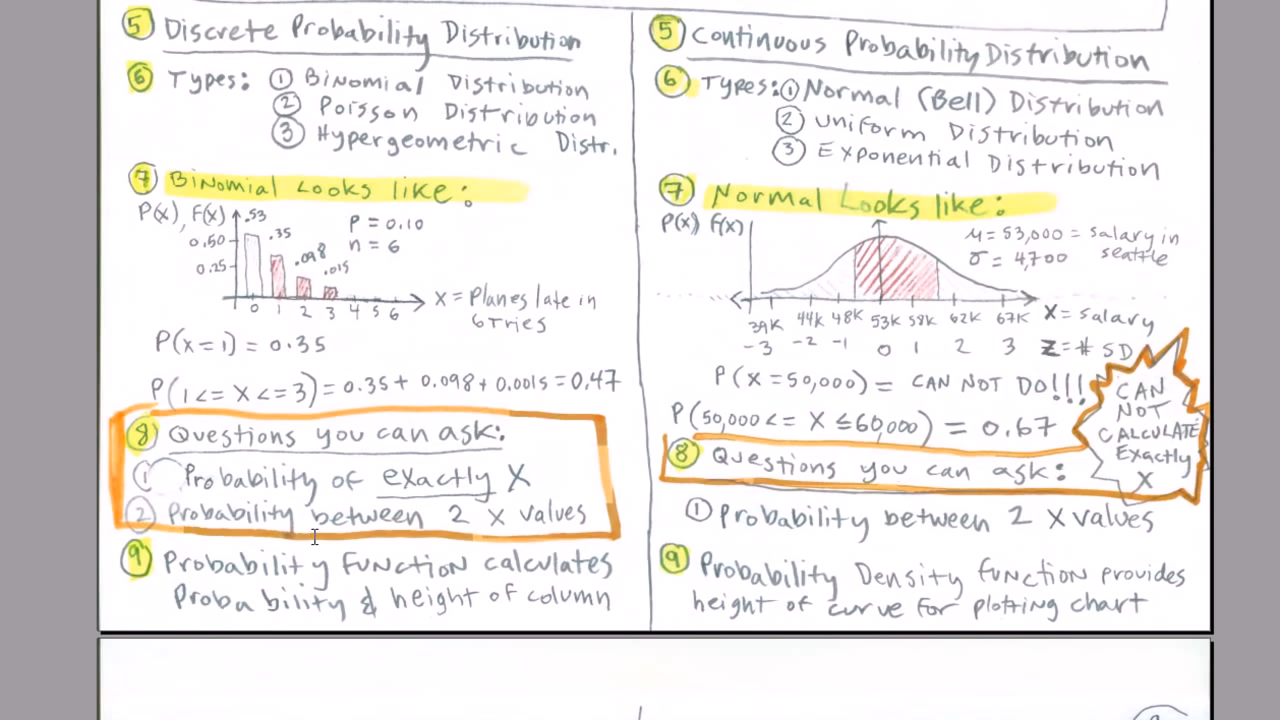 5 Discrete Probability Distribution
6 Types: 1 Binomial Distribution
2 Poisson Distribution
3 Hypergeometric Distr.
7 Binomial Looks like:
P(x), F(x)
.53
.35
.098
.015
P = 0.10
n = 6
0.50
0.25
0 1 2 3 4 5 6
X = Planes late in
6 Tries
P(X=1) = 0.35
P(1<= X <=3) = 0.35 + 0.098 + 0.0015 = 0.47
8 Questions you can ask:
1 Probability of exactly X
2 Probability between 2 X values
9 Probability Function calculates
Probability & height of column
5 Continuous Probability Distribution
6 Types: 1 Normal (Bell) Distribution
2 Uniform Distribution
3 Exponential Distribution
7 Normal Looks like:
P(x) F(x)
μ = 53,000 = salary in
seattle
σ = 4,700
39K 44K 48K 53K 58K 62K 67K X = Salary
-3 -2 -1 0 1 2 3 Z = # SD
P(X = 50,000) = CAN NOT DO!!!
P(50,000 <= X ≤ 60,000) = 0.67
CAN
NOT
CALCULATE
Exactly
X
8 Questions you can ask:
1 Probability between 2 X values
9 Probability Density function provides
height of curve for plotting chart